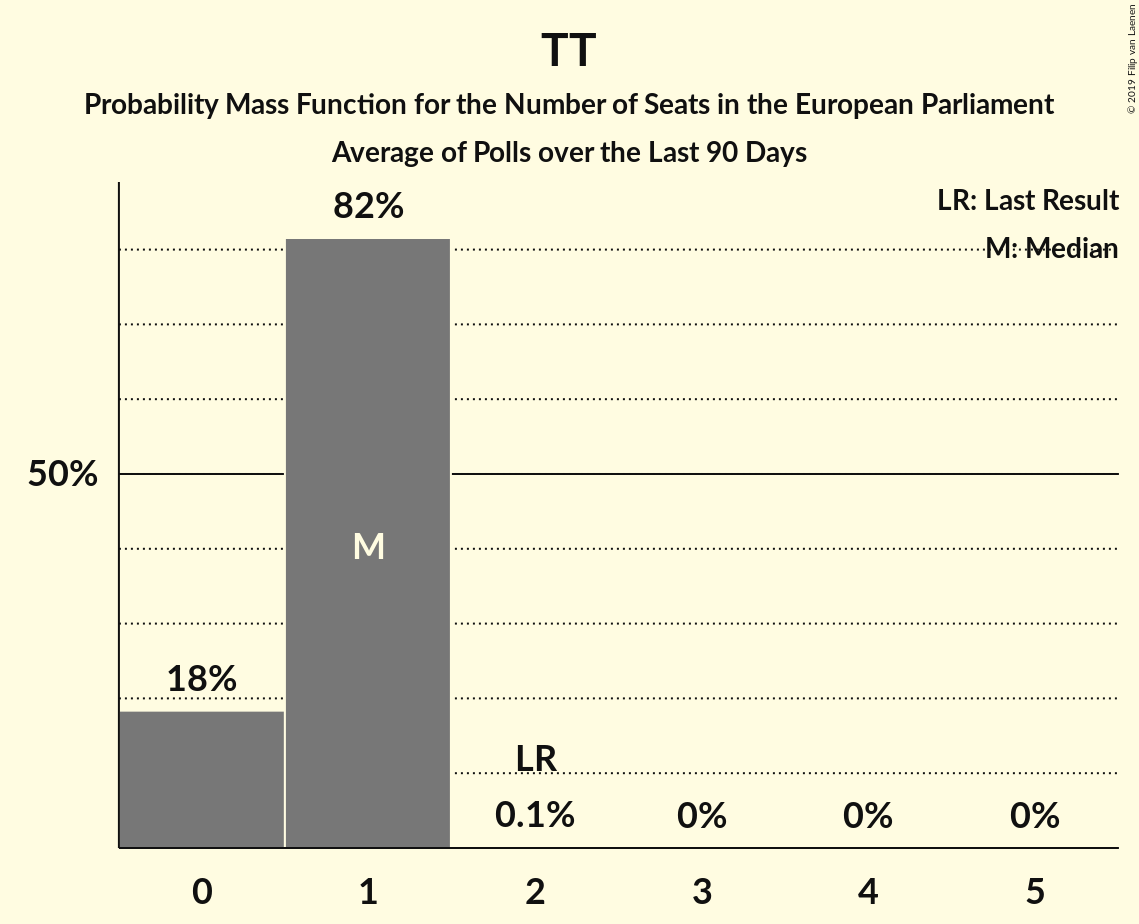 TT
Probability Mass Function for the Number of Seats in the European Parliament
Average of Polls over the Last 90 Days
© 2019 Filip van Laenen
LR: Last Result
M: Median
82%
50%
M
18%
LR
0.1%
0%
0%
0%
0
1
2
3
4
5